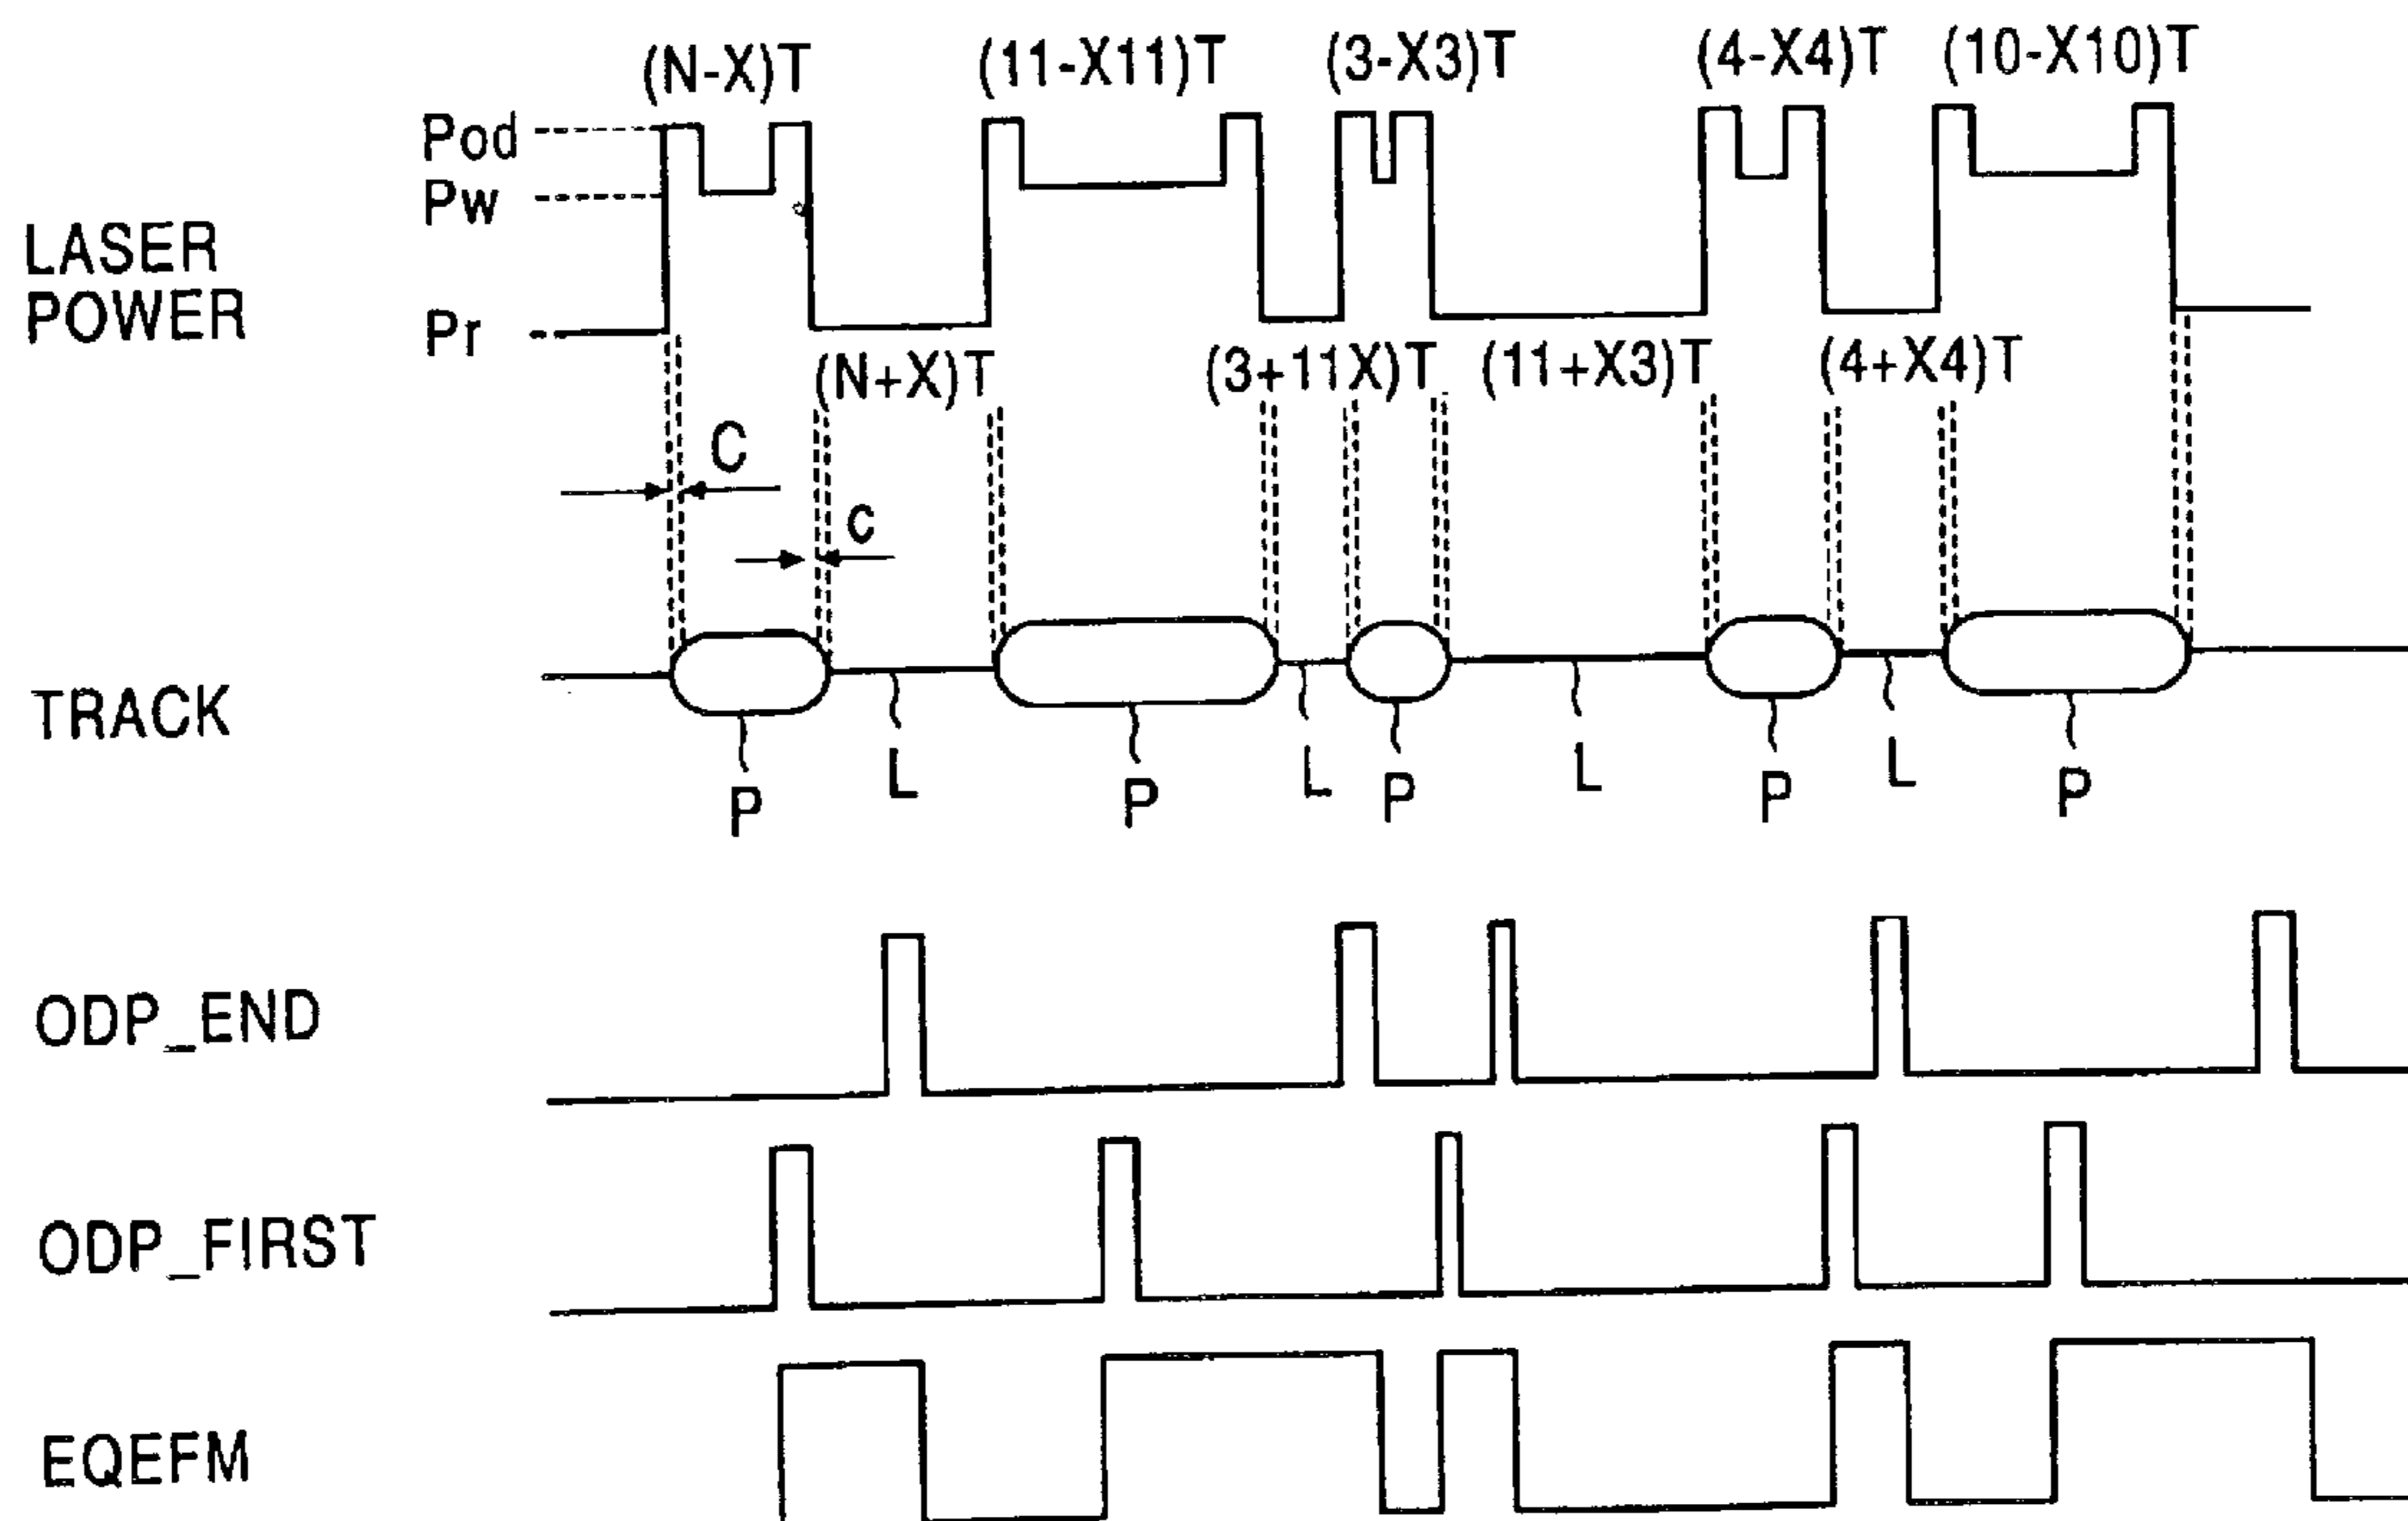 (N-X)T (11-X11)T (3-X3)T (4-X4)T (10-X10)T
Pod
Pw
LASER
POWER
Pr
(N+X)T (3+11X)T (11+X3)T (4+X4)T
C
C
TRACK
P L P L P L P L P
ODP_END
ODP_FIRST
EQEFM